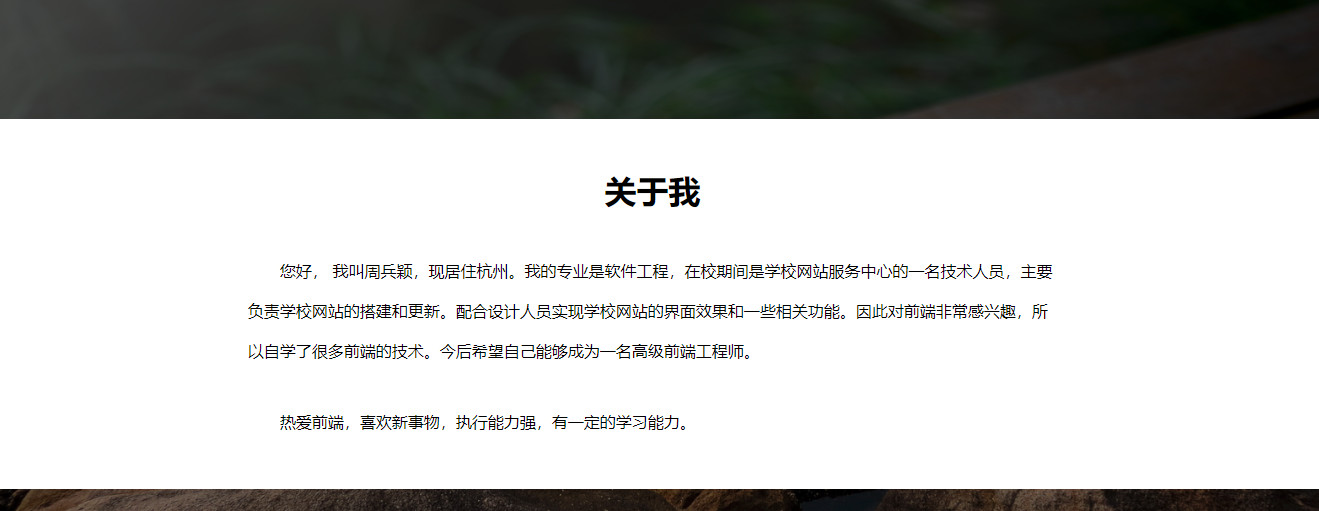 关于我
您好， 我叫周兵颖，现居住杭州。我的专业是软件工程，在校期间是学校网站服务中心的一名技术人员，主要
负责学校网站的搭建和更新。配合设计人员实现学校网站的界面效果和一些相关功能。因此对前端非常感兴趣，所
以自学了很多前端的技术。今后希望自己能够成为一名高级前端工程师。
热爱前端，喜欢新事物，执行能力强，有一定的学习能力。